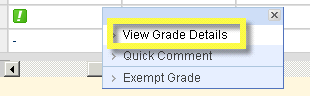 !
View Grade Details
-
Quick Comment
Exempt Grade